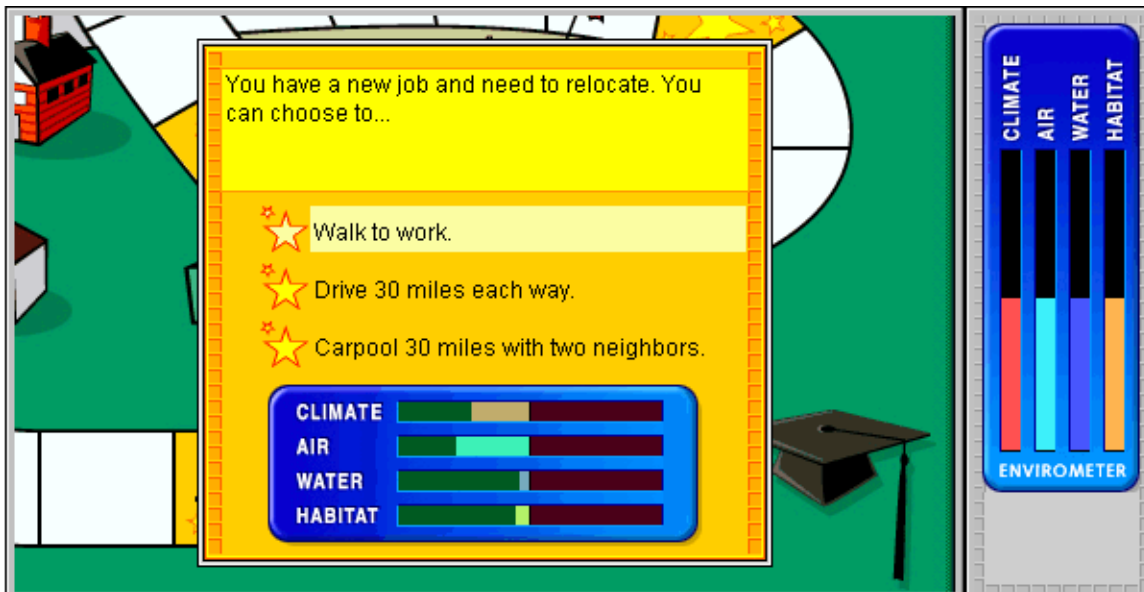 You have a new job and need to relocate. You
can choose to...
Walk to work.
Drive 30 miles each way.
Carpool 30 miles with two neighbors.
CLIMATE
AIR
WATER
HABITAT
CLIMATE
AIR
WATER
HABITAT
ENVIROMETER